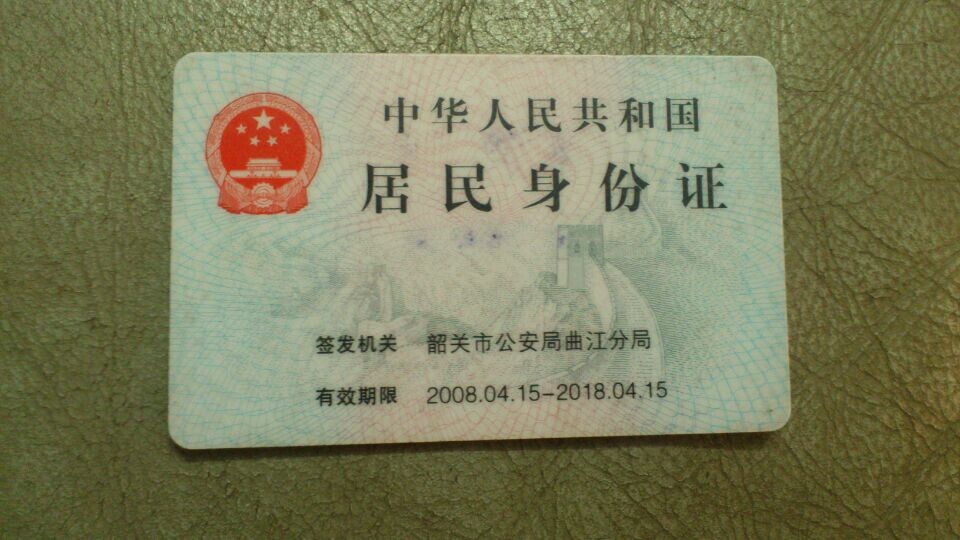 中华人民共和国
居民身份证
签发机关 韶关市公安局曲江分局
有效期限 2008.04.15-2018.04.15